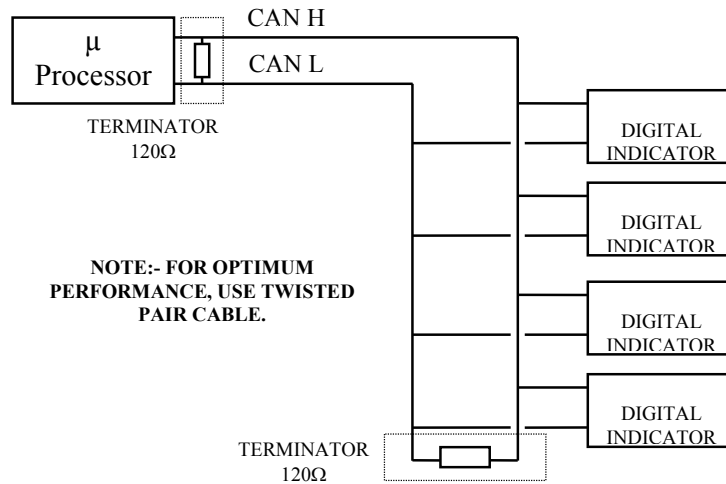 CAN H
µ
Processor
CAN L
TERMINATOR
120Ω
DIGITAL
INDICATOR
DIGITAL
INDICATOR
NOTE:- FOR OPTIMUM
PERFORMANCE, USE TWISTED
PAIR CABLE.
DIGITAL
INDICATOR
DIGITAL
INDICATOR
TERMINATOR
120Ω